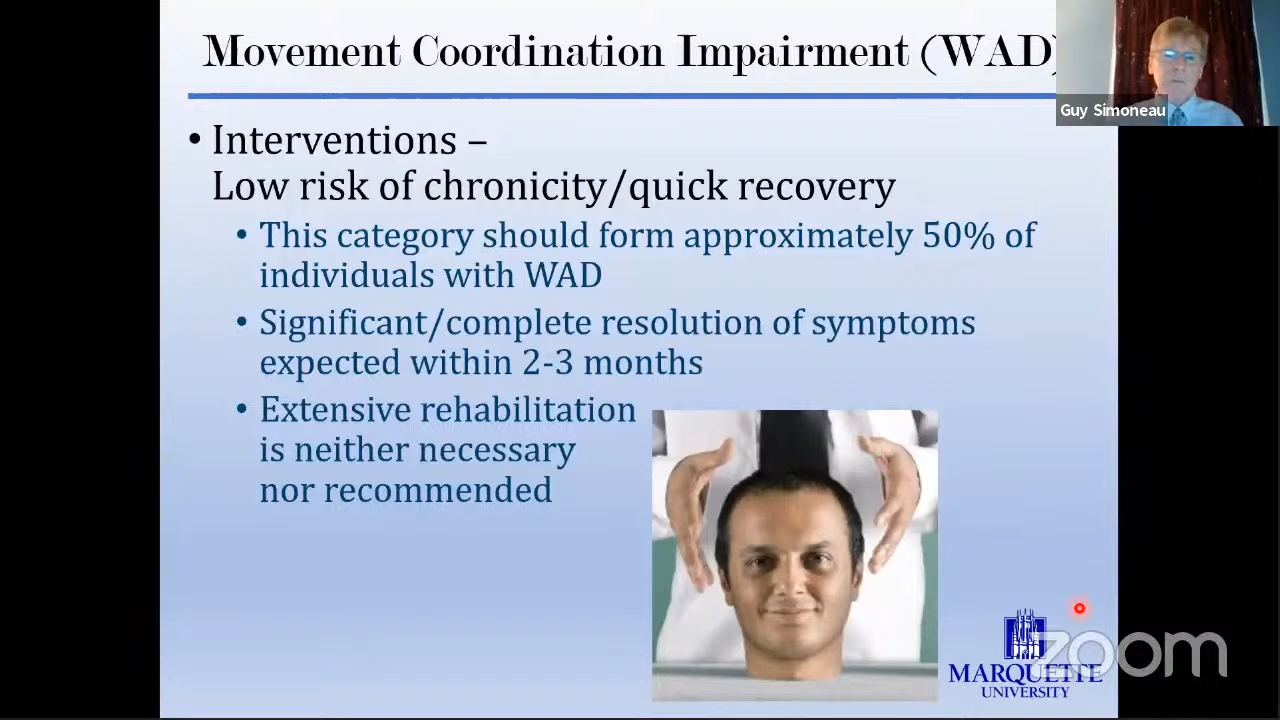 Movement Coordination Impairment (WAD)
Guy Simoneau
• Interventions –
Low risk of chronicity/quick recovery
• This category should form approximately 50% of
individuals with WAD
• Significant/complete resolution of symptoms
expected within 2-3 months
• Extensive rehabilitation
is neither necessary
nor recommended
zoom
MARQUETTE
UNIVERSITY